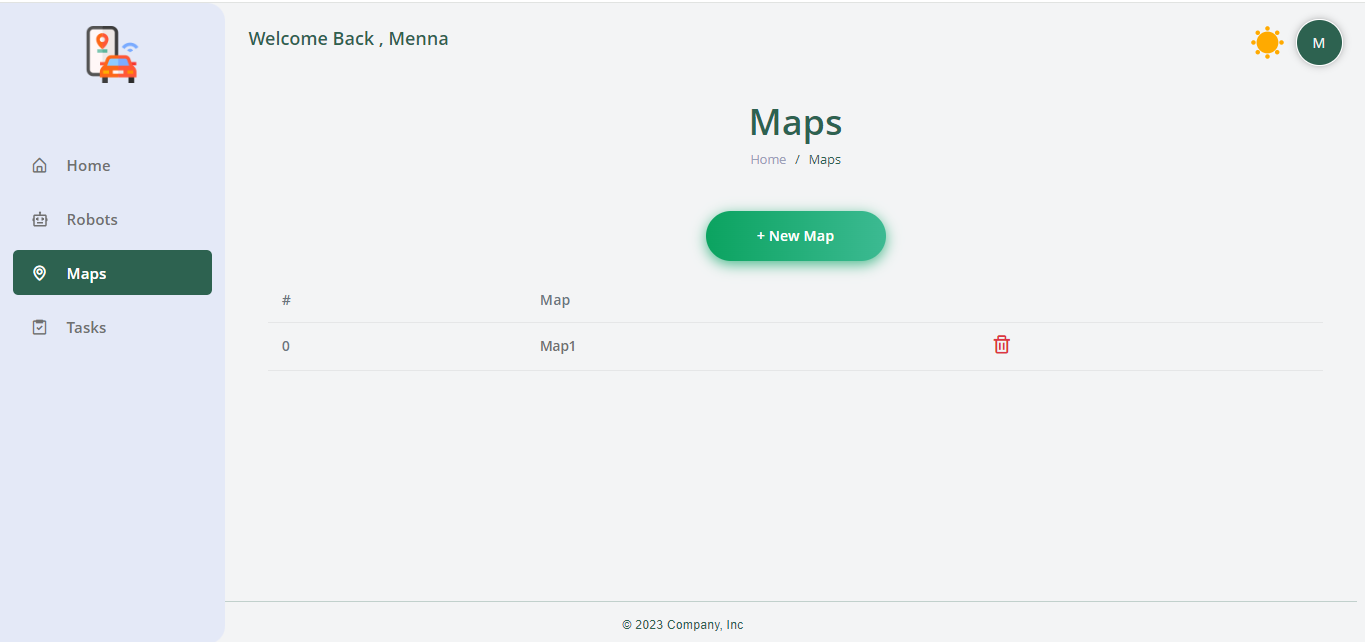 Welcome Back , Menna
M
Home
Robots
Maps
Tasks
Maps
Home / Maps
+ New Map
# Map
0 Map1
© 2023 Company, Inc